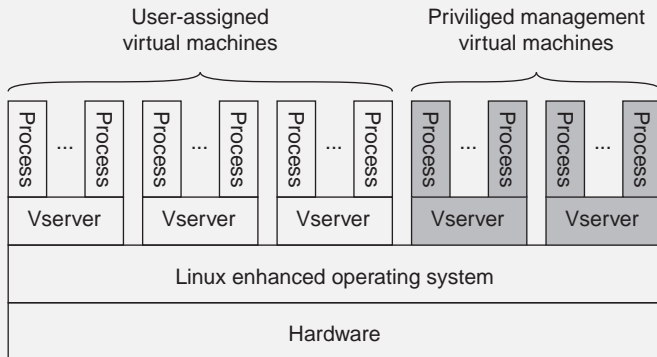 User-assigned
virtual machines
Priviliged management
virtual machines
Process ... Process Process ... Process Process ... Process Process ... Process Process ... Process
Vserver Vserver Vserver Vserver Vserver
Linux enhanced operating system
Hardware